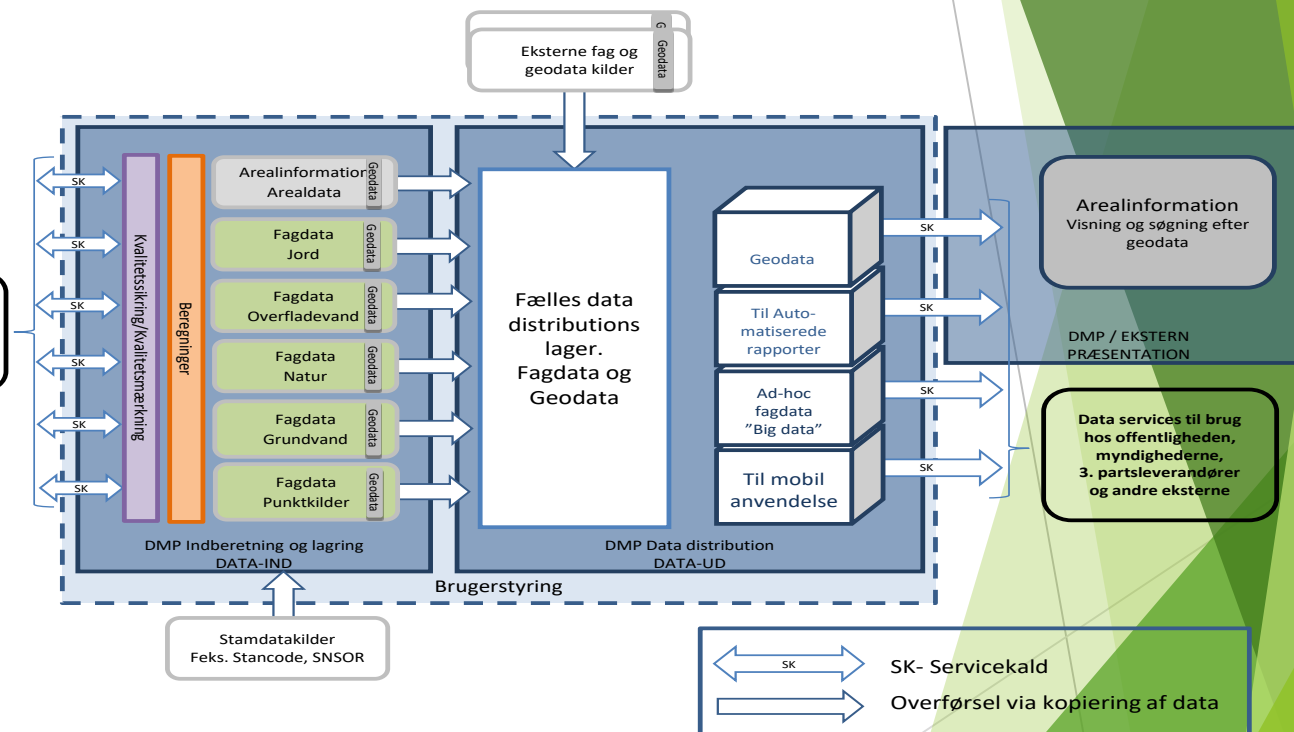 G
Eksterne fag og
geodata kilder
Geodata
SK
SK
SK
SK
SK
SK
Kvalitetssikring/Kvalitetsmærkning
Beregninger
Arealinformation
Arealdata
Geodata
Fagdata
Jord
Geodata
Fagdata
Overfladevand
Geodata
Fagdata
Natur
Geodata
Fagdata
Grundvand
Geodata
Fagdata
Punktkilder
Geodata
DMP Indberetning og lagring
DATA-IND
Fælles data
distributions
lager.
Fagdata og
Geodata
Geodata
Til Auto-
matiserede
rapporter
Ad-hoc
fagdata
”Big data”
Til mobil
anvendelse
DMP Data distribution
DATA-UD
SK
SK
SK
SK
Arealinformation
Visning og søgning efter
geodata
DMP / EKSTERN
PRÆSENTATION
Data services til brug
hos offentligheden,
myndighederne,
3. partsleverandører
og andre eksterne
Brugerstyring
Stamdatakilder
Feks. Stancode, SNSOR
SK
SK- Servicekald
Overførsel via kopiering af data